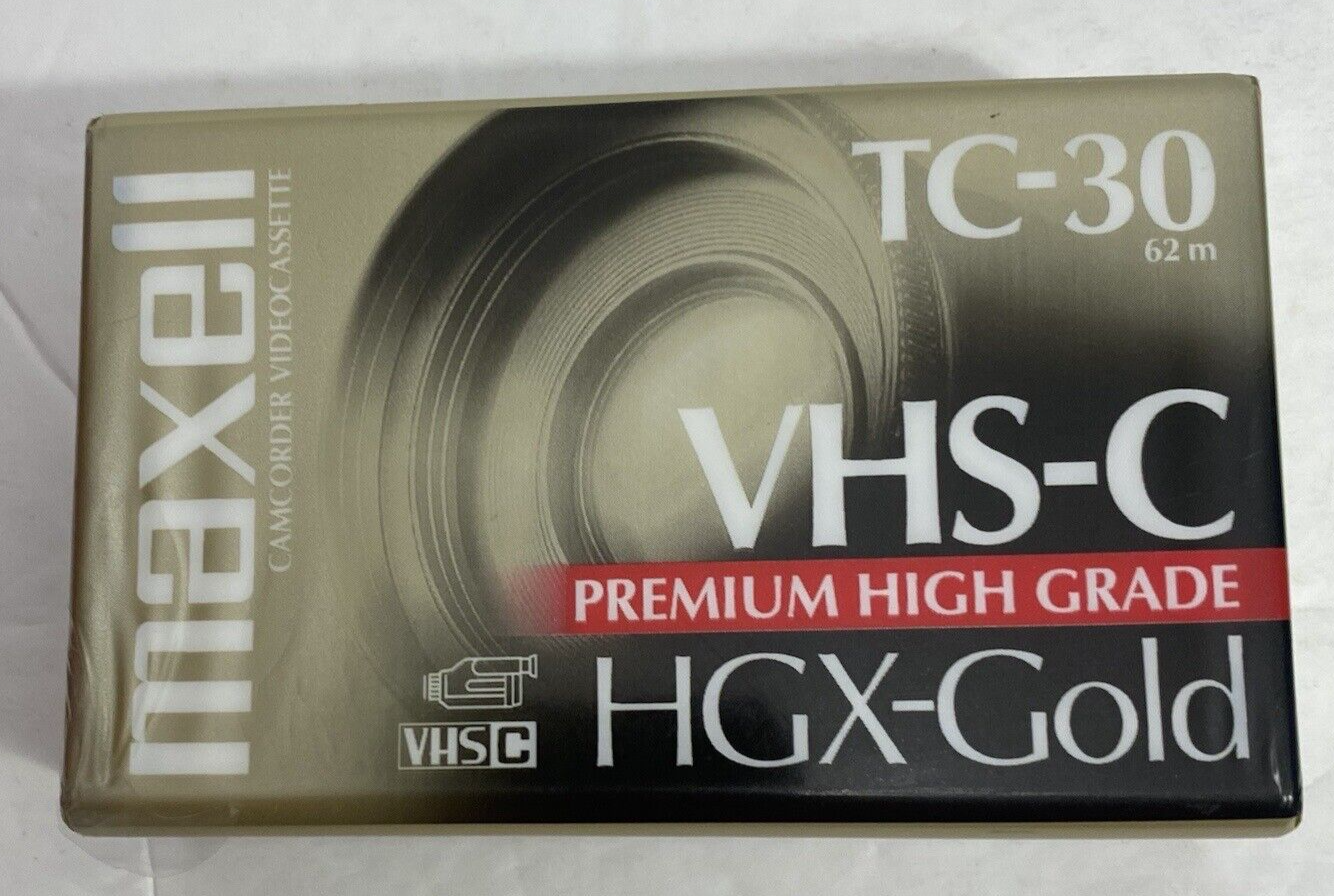 maxell
CAMCORDER VIDEOCASSETTE
TC-30
62 m
VHS-C
PREMIUM HIGH GRADE
HGX-Gold
VHS C